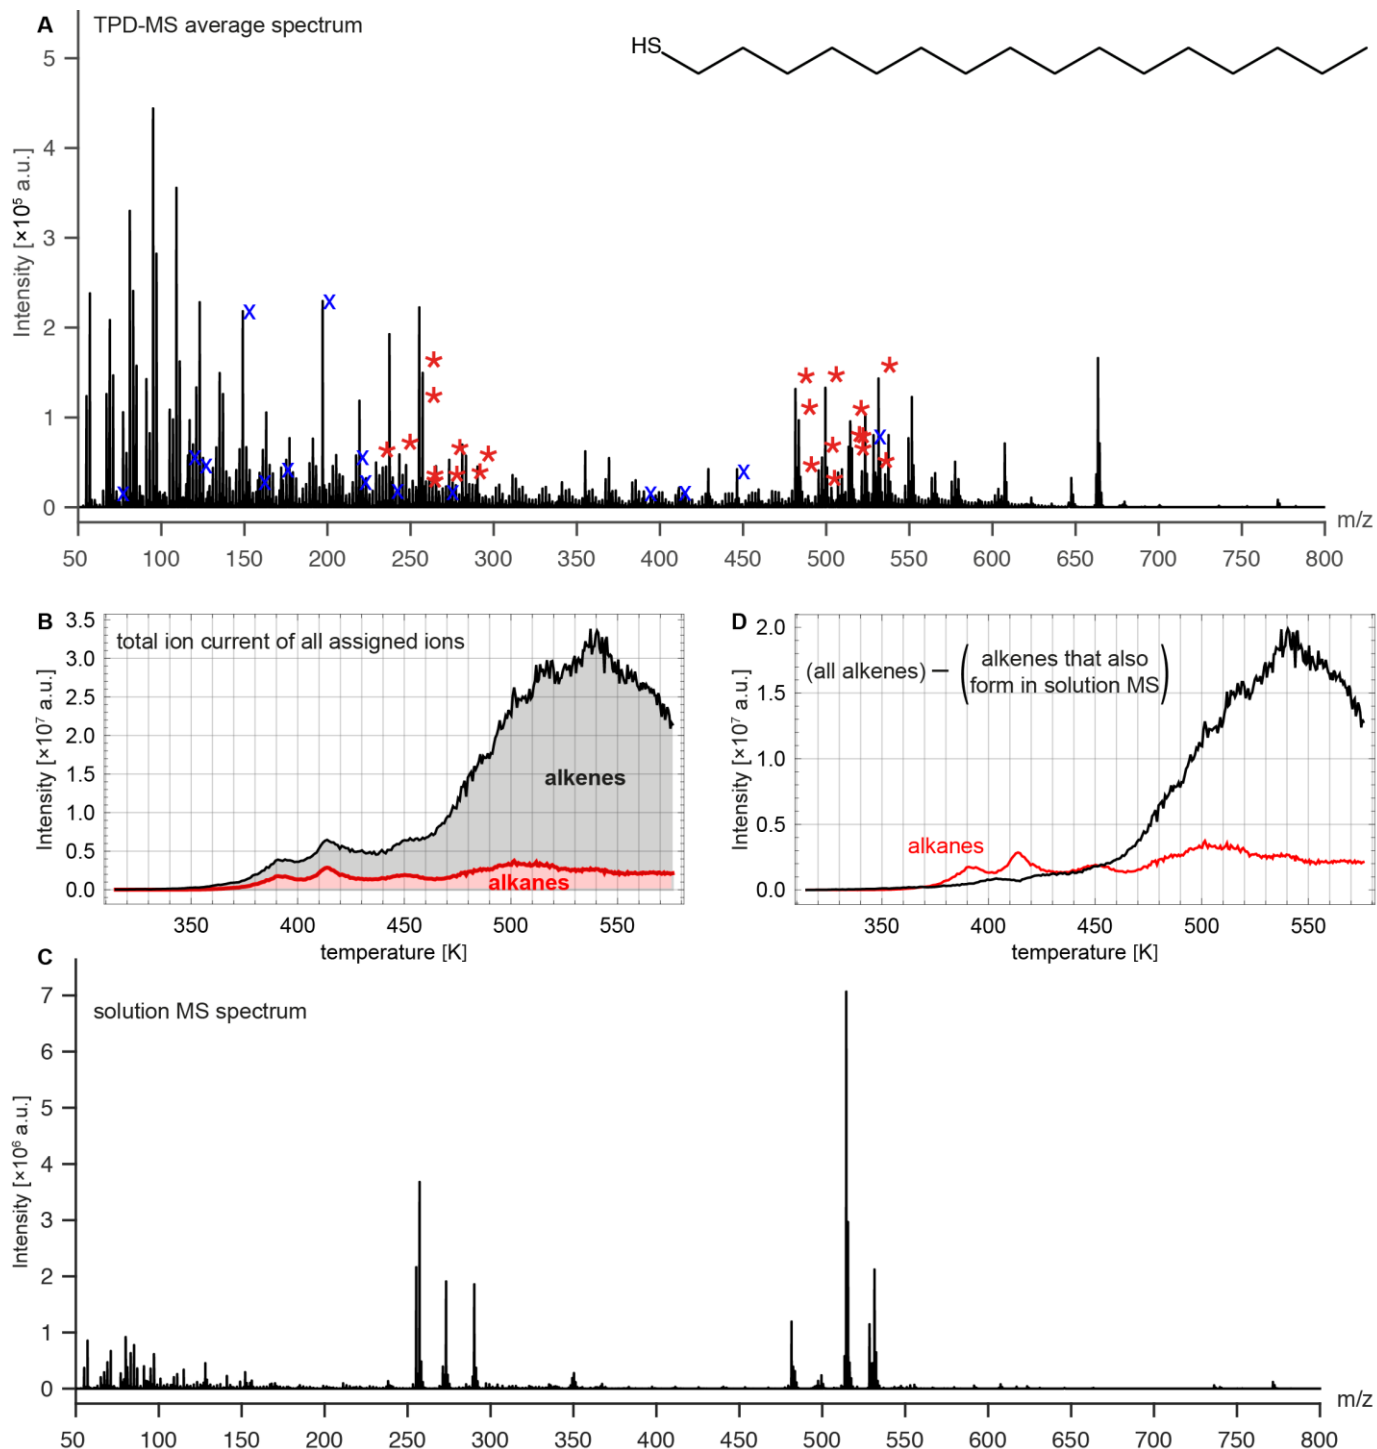 A TPD-MS average spectrum
HS
Intensity [×10⁵ a.u.]
5
4
3
2
1
0
50 100 150 200 250 300 350 400 450 500 550 600 650 700 750 800
m/z
B total ion current of all assigned ions
Intensity [×10⁷ a.u.]
3.5
3.0
2.5
2.0
1.5
1.0
0.5
0.0
alkenes
alkanes
350 400 450 500 550
temperature [K]
D (all alkenes) – (alkenes that also
form in solution MS)
Intensity [×10⁷ a.u.]
2.0
1.5
1.0
0.5
0.0
alkanes
350 400 450 500 550
temperature [K]
C
solution MS spectrum
Intensity [×10⁶ a.u.]
7
6
5
4
3
2
1
0
50 100 150 200 250 300 350 400 450 500 550 600 650 700 750 800
m/z